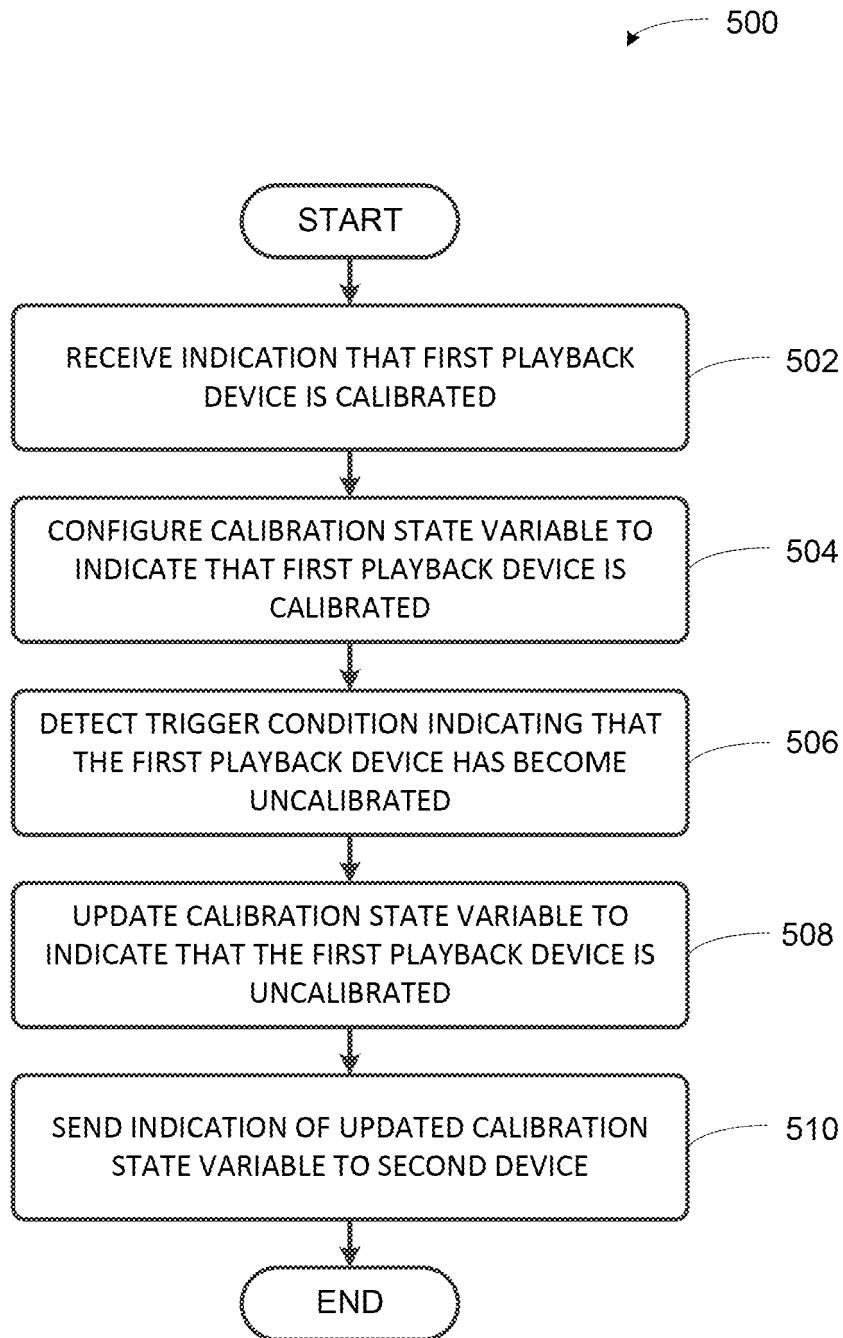 500
START
RECEIVE INDICATION THAT FIRST PLAYBACK
DEVICE IS CALIBRATED
502
CONFIGURE CALIBRATION STATE VARIABLE TO
INDICATE THAT FIRST PLAYBACK DEVICE IS
CALIBRATED
504
DETECT TRIGGER CONDITION INDICATING THAT
THE FIRST PLAYBACK DEVICE HAS BECOME
UNCALIBRATED
506
UPDATE CALIBRATION STATE VARIABLE TO
INDICATE THAT THE FIRST PLAYBACK DEVICE IS
UNCALIBRATED
508
SEND INDICATION OF UPDATED CALIBRATION
STATE VARIABLE TO SECOND DEVICE
510
END